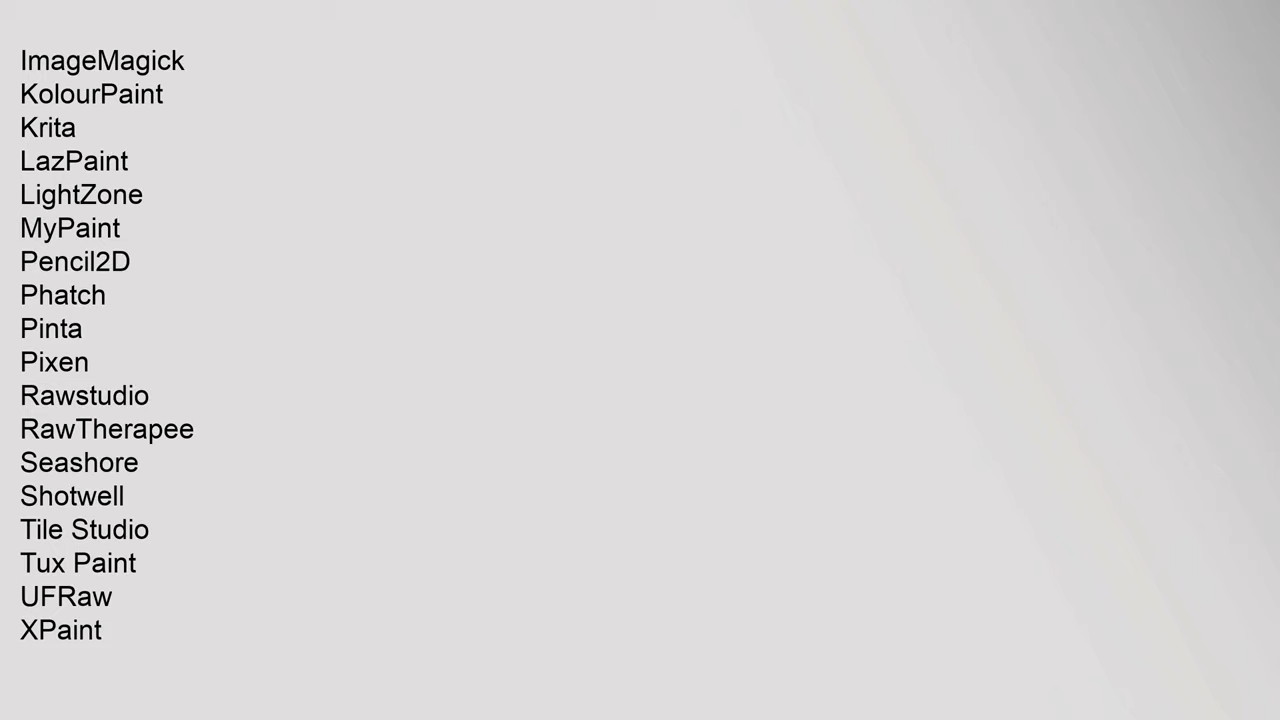 ImageMagick
KolourPaint
Krita
LazPaint
LightZone
MyPaint
Pencil2D
Phatch
Pinta
Pixen
Rawstudio
RawTherapee
Seashore
Shotwell
Tile Studio
Tux Paint
UFRaw
XPaint